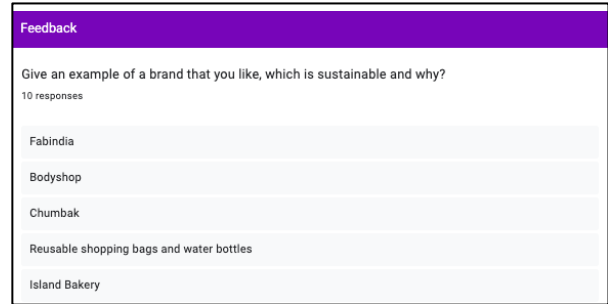 Feedback
Give an example of a brand that you like, which is sustainable and why?
10 responses
Fabindia
Bodyshop
Chumbak
Reusable shopping bags and water bottles
Island Bakery